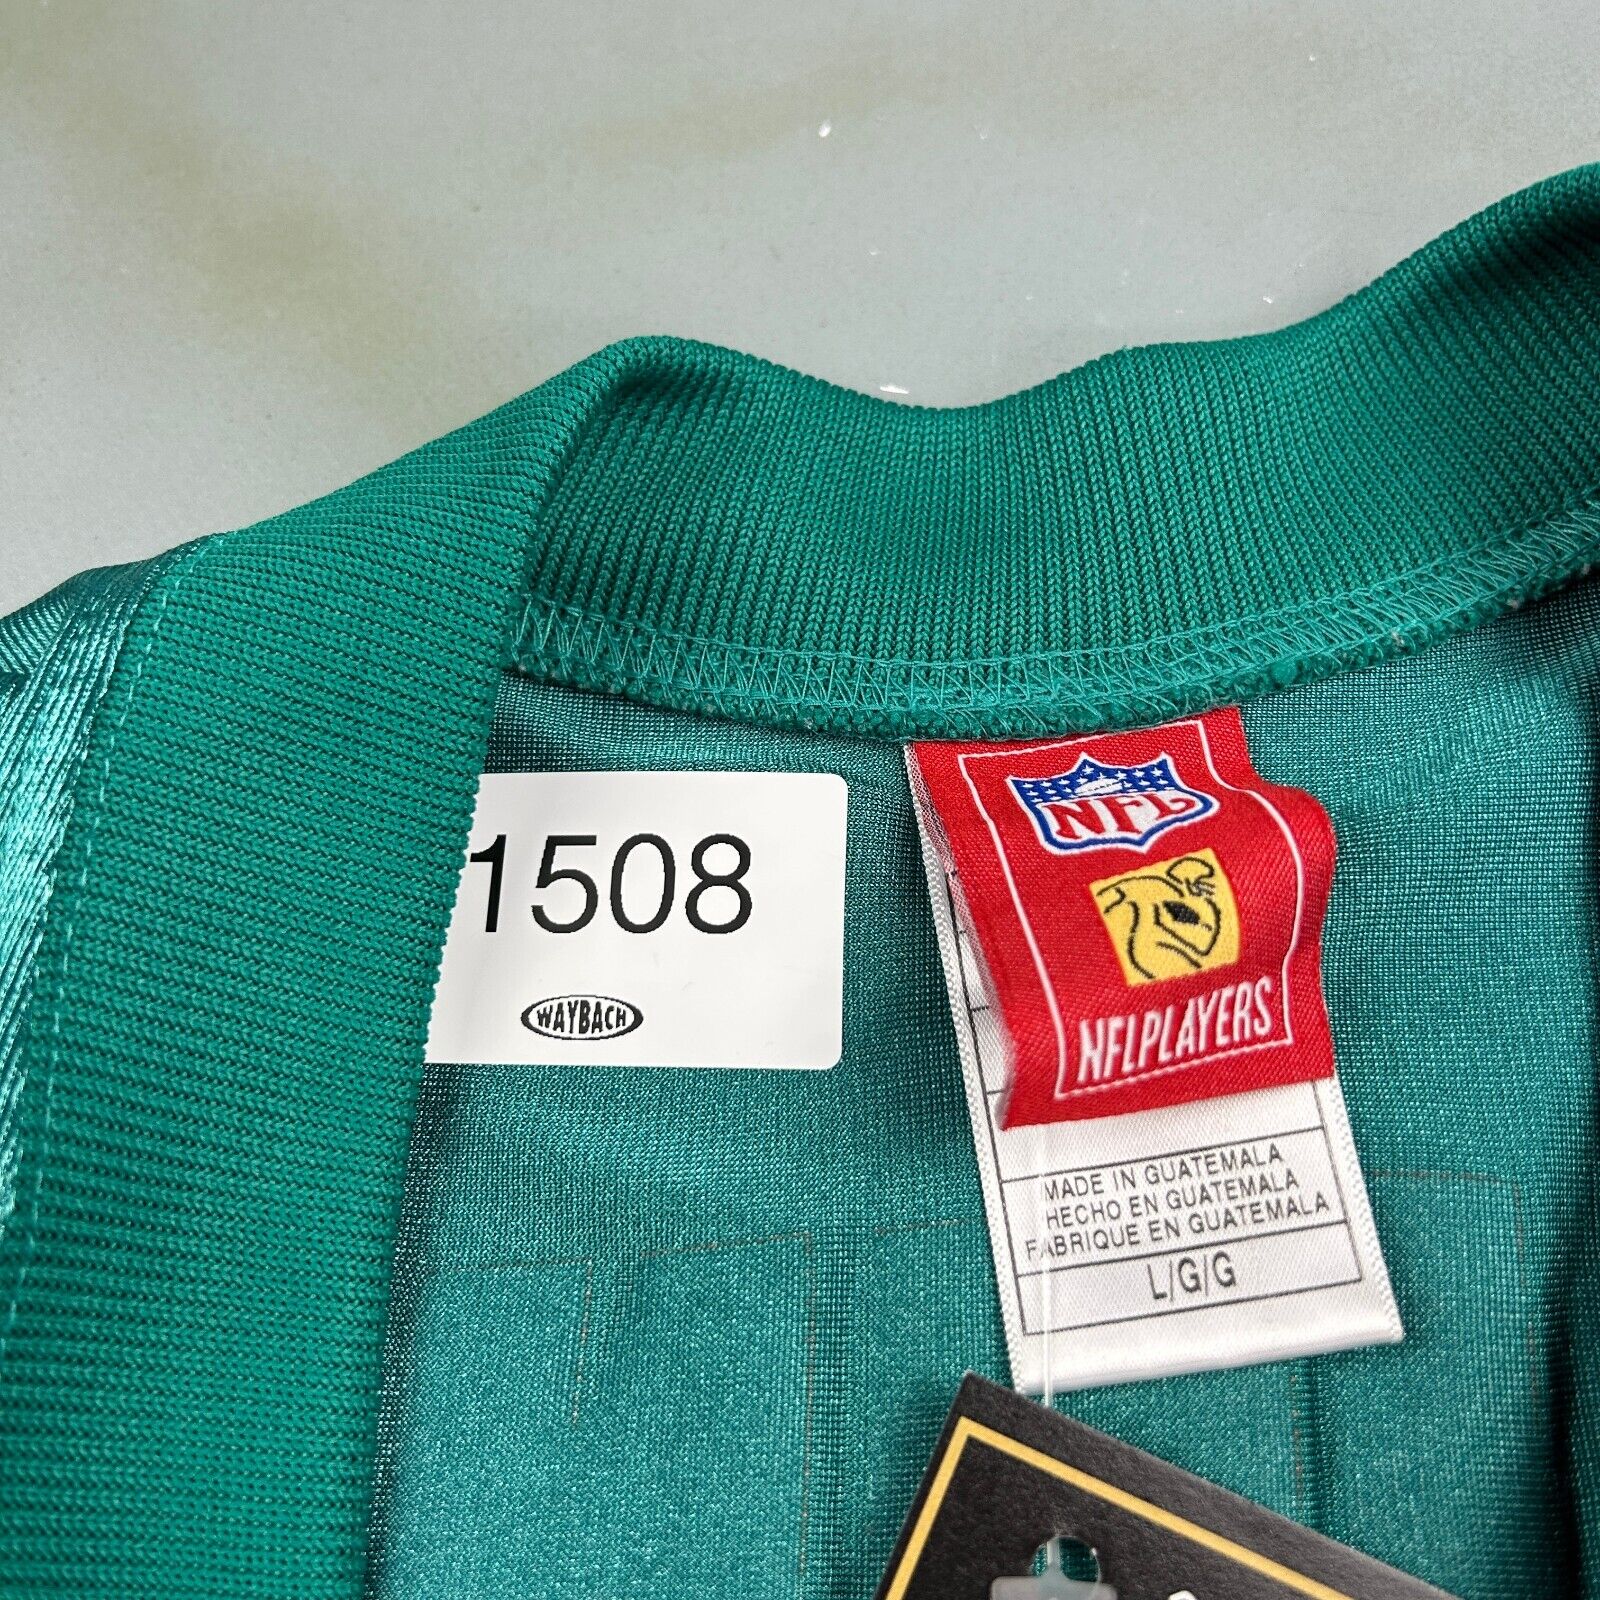 1508
WAYBACH
NFL
NFLPLAYERS
MADE IN GUATEMALA
HECHO EN GUATEMALA
FABRIQUE EN GUATEMALA
L/G/G